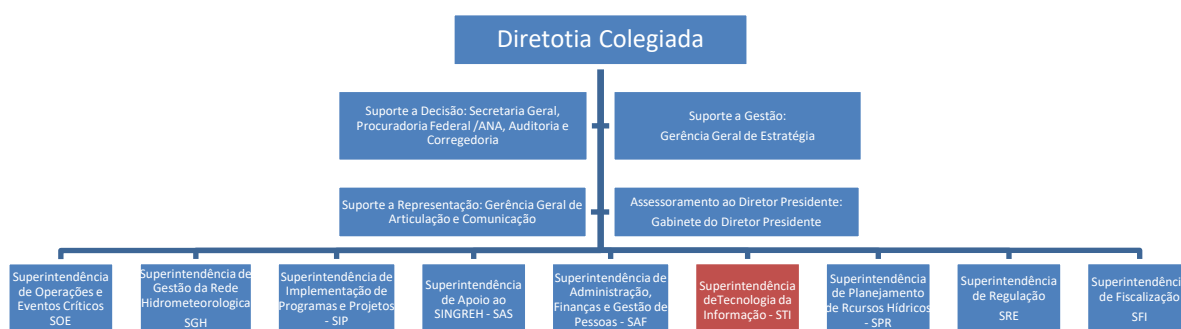 Diretotia Colegiada
Suporte a Decisão: Secretaria Geral,
Procuradoria Federal /ANA, Auditoria e
Corregedoria
Suporte a Gestão:
Gerência Geral de Estratégia
Suporte a Representação: Gerência Geral de
Articulação e Comunicação
Assessoramento ao Diretor Presidente:
Gabinete do Diretor Presidente
Superintendência
de Operações e
Eventos Críticos
SOE
Superintendência de
Gestão da Rede
Hidrometeorologica
SGH
Superintendência de
Implementação de
Programas e Projetos
- SIP
Superintendência
de Apoio ao
SINGREH - SAS
Superintendência de
Administração,
Finanças e Gestão de
Pessoas - SAF
Superintendência
deTecnologia da
Informação - STI
Superintendência
de Planejamento
de Rcursos Hídricos
- SPR
Superintendência
de Regulação
SRE
Superintendência
de Fiscalização
SFI